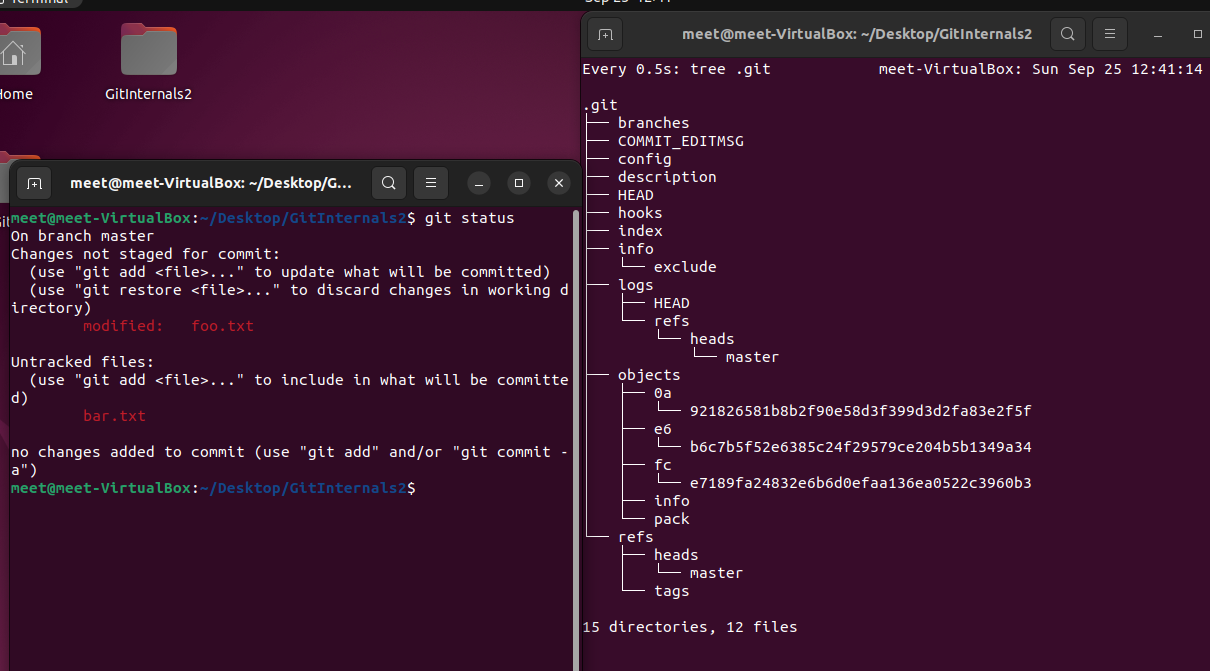 Terminal
Sep 25 12:41
Home
GitInternals2
meet@meet-VirtualBox: ~/Desktop/G...
meet@meet-VirtualBox:~/Desktop/GitInternals2$ git status
On branch master
Changes not staged for commit:
  (use "git add <file>..." to update what will be committed)
  (use "git restore <file>..." to discard changes in working d
irectory)
        modified:   foo.txt
Untracked files:
  (use "git add <file>..." to include in what will be committe
d)
        bar.txt
no changes added to commit (use "git add" and/or "git commit -
a")
meet@meet-VirtualBox:~/Desktop/GitInternals2$
meet@meet-VirtualBox: ~/Desktop/GitInternals2
Every 0.5s: tree .git            meet-VirtualBox: Sun Sep 25 12:41:14
.git
├── branches
├── COMMIT_EDITMSG
├── config
├── description
├── HEAD
├── hooks
├── index
├── info
│   └── exclude
├── logs
│   ├── HEAD
│   └── refs
│       └── heads
│           └── master
├── objects
│   ├── 0a
│   │   └── 921826581b8b2f90e58d3f399d3d2fa83e2f5f
│   ├── e6
│   │   └── b6c7b5f52e6385c24f29579ce204b5b1349a34
│   ├── fc
│   │   └── e7189fa24832e6b6d0efaa136ea0522c3960b3
│   ├── info
│   └── pack
└── refs
    ├── heads
    │   └── master
    └── tags
15 directories, 12 files